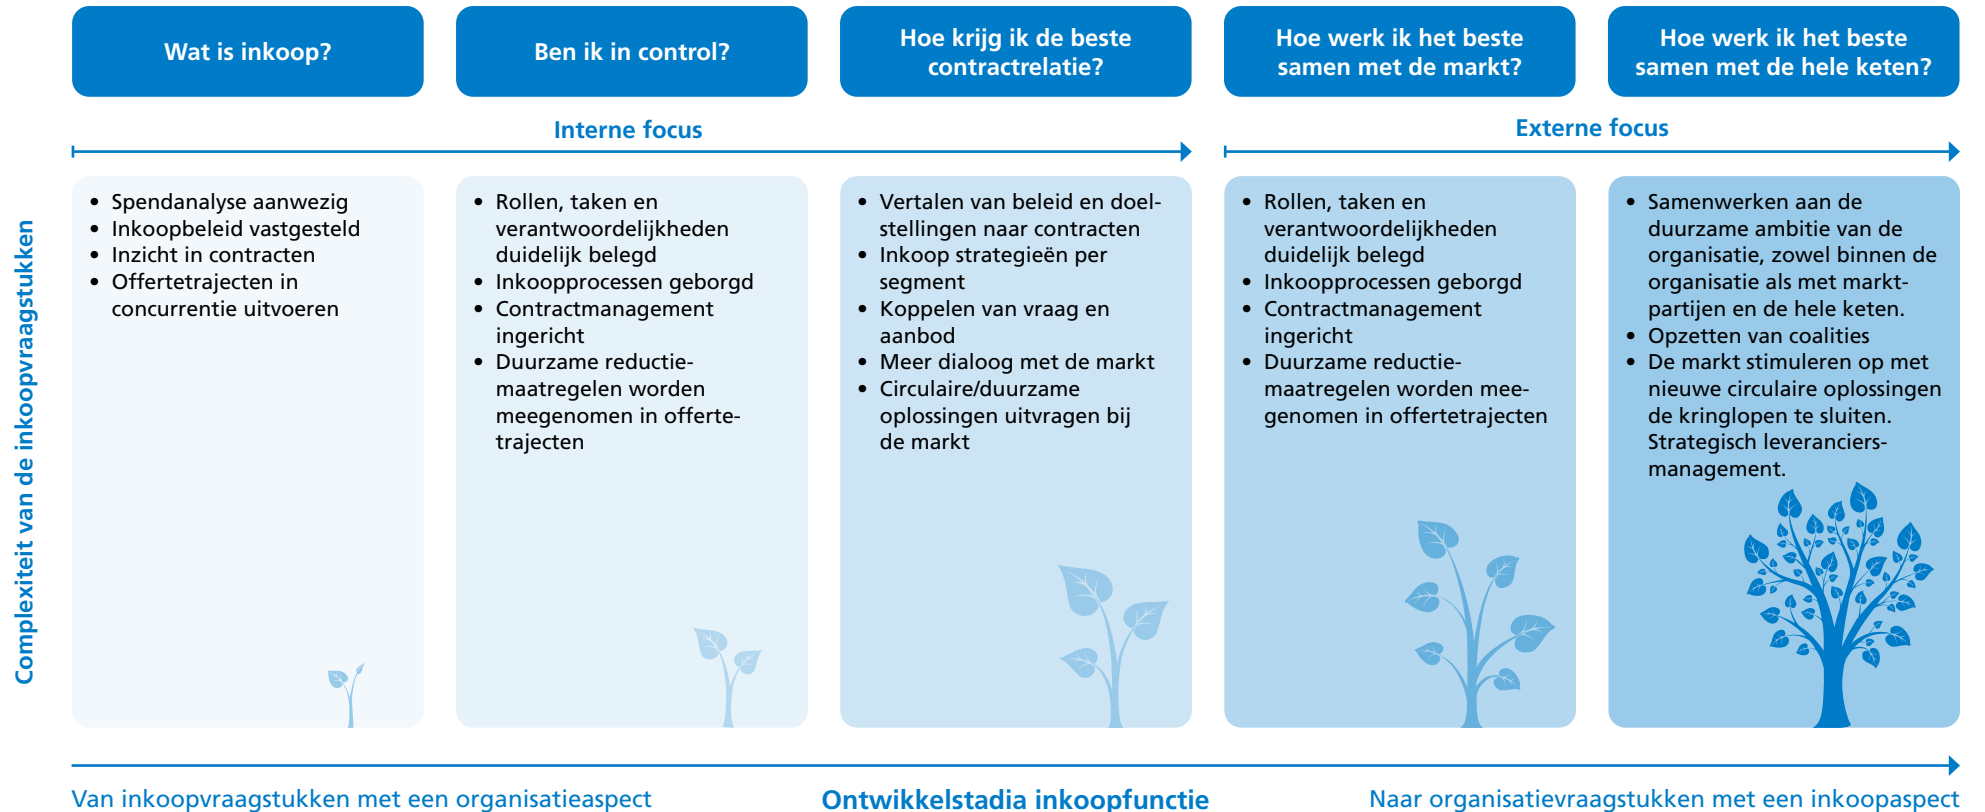 Wat is inkoop?
Ben ik in control?
Hoe krijg ik de beste
contractrelatie?
Hoe werk ik het beste
samen met de markt?
Hoe werk ik het beste
samen met de hele keten?
Interne focus
Externe focus
Complexiteit van de inkoopvraagstukken
• Spendanalyse aanwezig
• Inkoopbeleid vastgesteld
• Inzicht in contracten
• Offertetrajecten in
concurrentie uitvoeren
• Rollen, taken en
verantwoordelijkheden
duidelijk belegd
• Inkoopprocessen geborgd
• Contractmanagement
ingericht
• Duurzame reductie-
maatregelen worden
meegenomen in offerte-
trajecten
• Vertalen van beleid en doel-
stellingen naar contracten
• Inkoop strategieën per
segment
• Koppelen van vraag en
aanbod
• Meer dialoog met de markt
• Circulaire/duurzame
oplossingen uitvragen bij
de markt
• Rollen, taken en
verantwoordelijkheden
duidelijk belegd
• Inkoopprocessen geborgd
• Contractmanagement
ingericht
• Duurzame reductie-
maatregelen worden mee-
genomen in offertetrajecten
• Samenwerken aan de
duurzame ambitie van de
organisatie, zowel binnen de
organisatie als met markt-
partijen en de hele keten.
• Opzetten van coalities
• De markt stimuleren op met
nieuwe circulaire oplossingen
de kringlopen te sluiten.
Strategisch leveranciers-
management.
Van inkoopvraagstukken met een organisatieaspect
Ontwikkelstadia inkoopfunctie
Naar organisatievraagstukken met een inkoopaspect